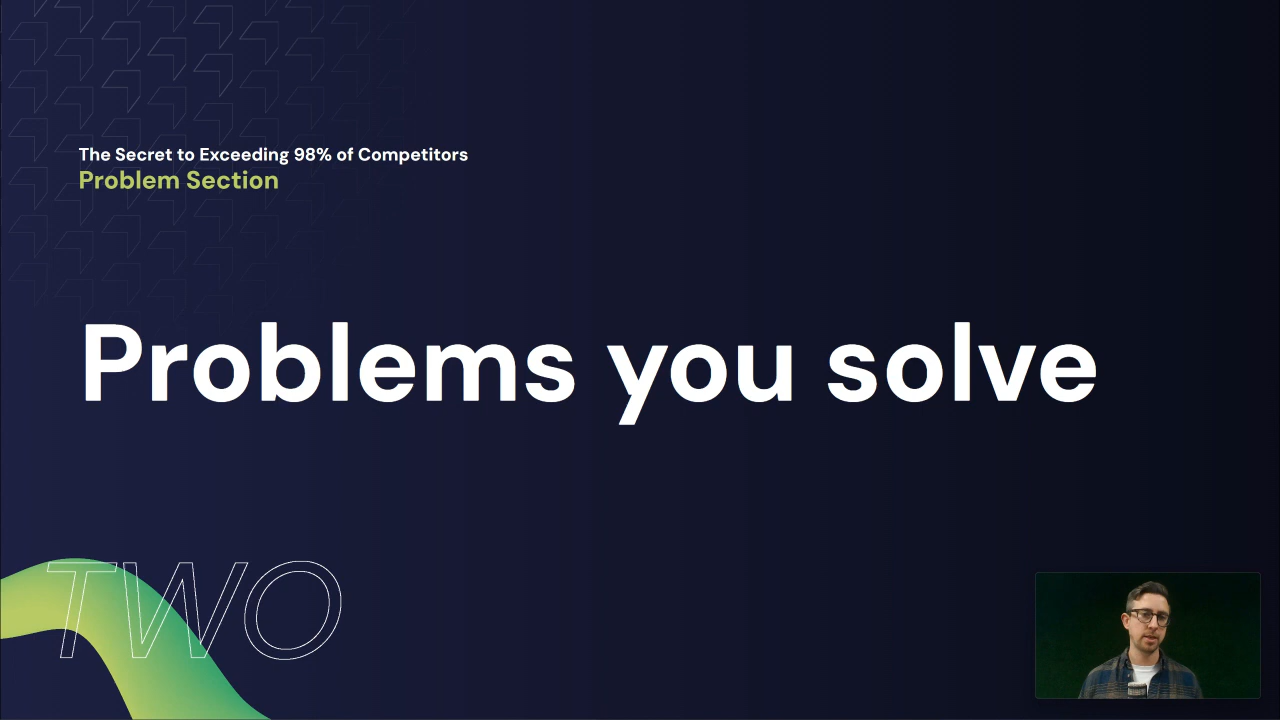 The Secret to Exceeding 98% of Competitors
Problem Section
Problems you solve
TWO